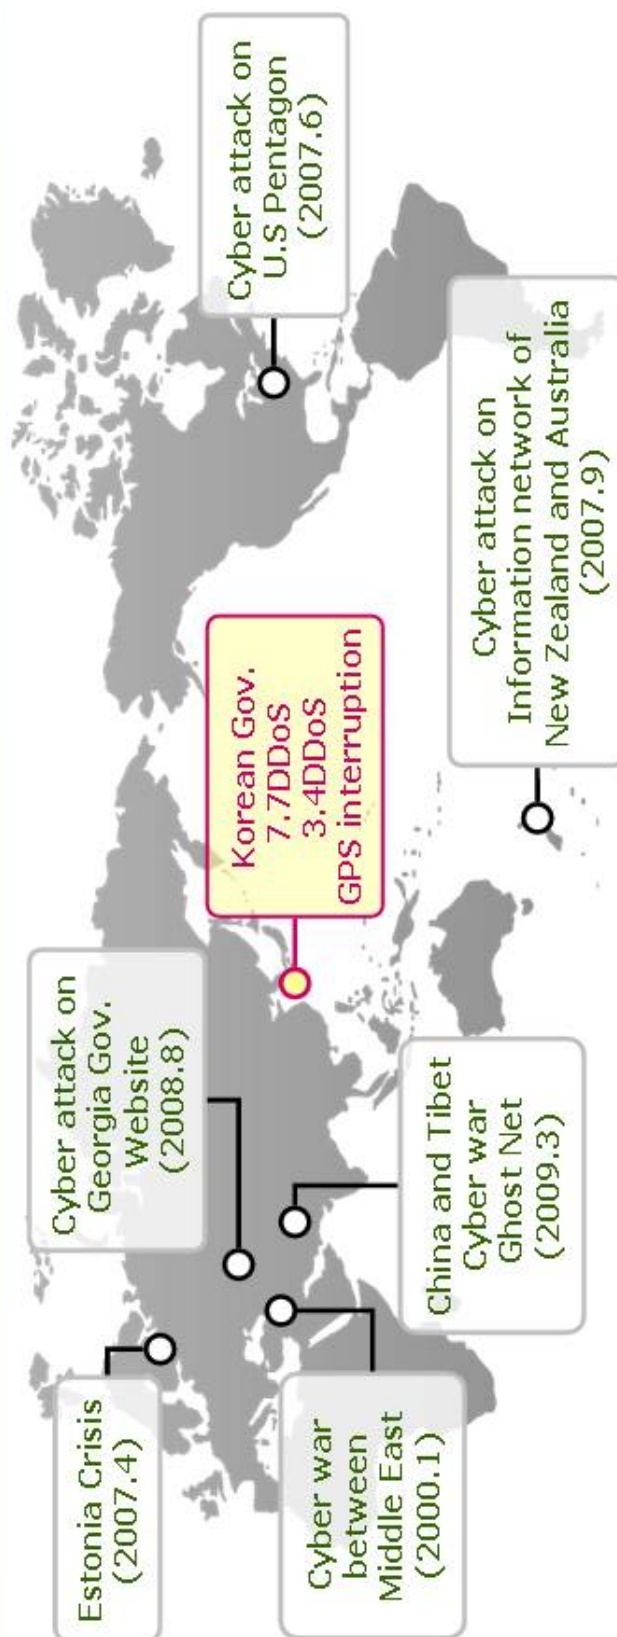 Estonia Crisis
(2007.4)
Cyber attack on
Georgia Gov.
Website
(2008.8)
Cyber attack on
U.S Pentagon
(2007.6)
Korean Gov.
7.7DDoS
3.4DDoS
GPS interruption
Cyber war
between
Middle East
(2000.1)
China and Tibet
Cyber war
Ghost Net
(2009.3)
Cyber attack on
Information network of
New Zealand and Australia
(2007.9)